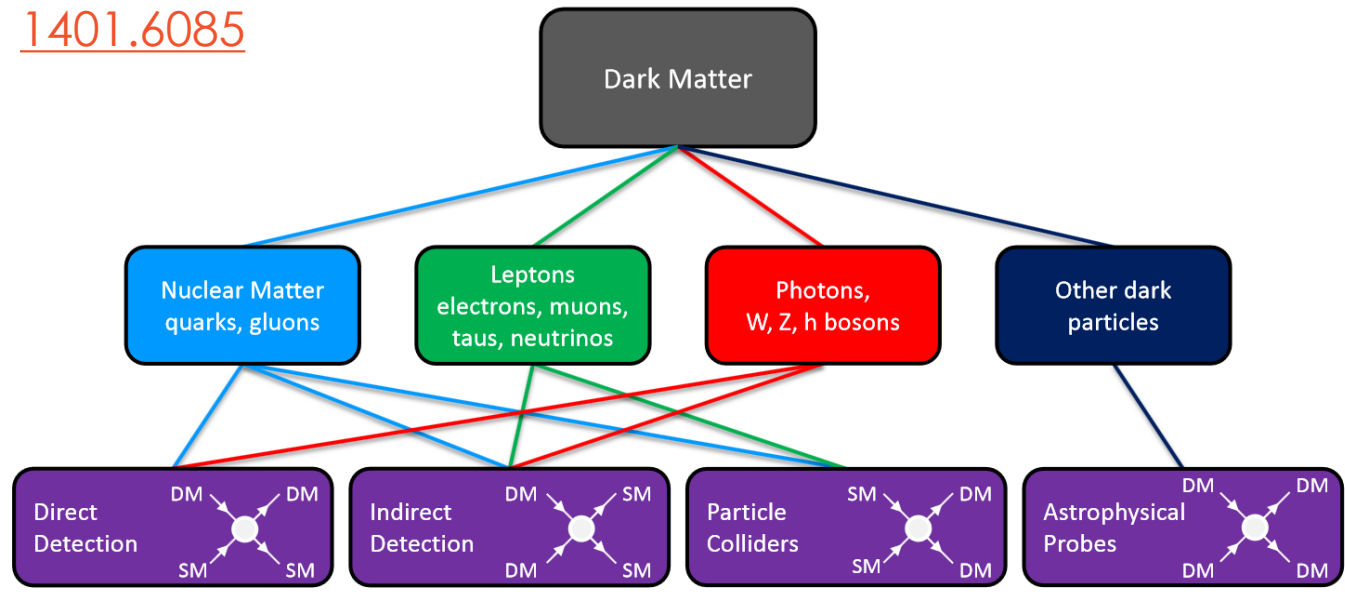 1401.6085
Dark Matter
Nuclear Matter
quarks, gluons
Leptons
electrons, muons,
taus, neutrinos
Photons,
W, Z, h bosons
Other dark
particles
Direct
Detection
DM
DM
SM
SM
Indirect
Detection
DM
SM
DM
SM
Particle
Colliders
SM
DM
SM
DM
Astrophysical
Probes
DM
DM
DM
DM